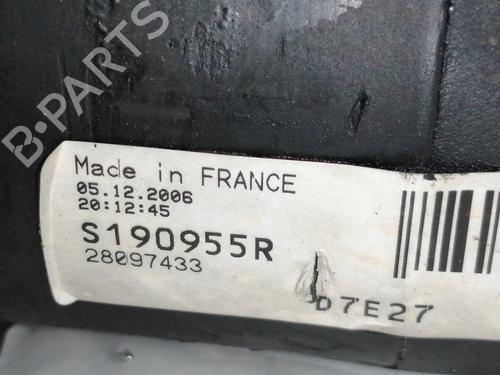 B-PARTS
Made in FRANCE
05.12.2006
20:12:45
S190955R
28097433
D7E27